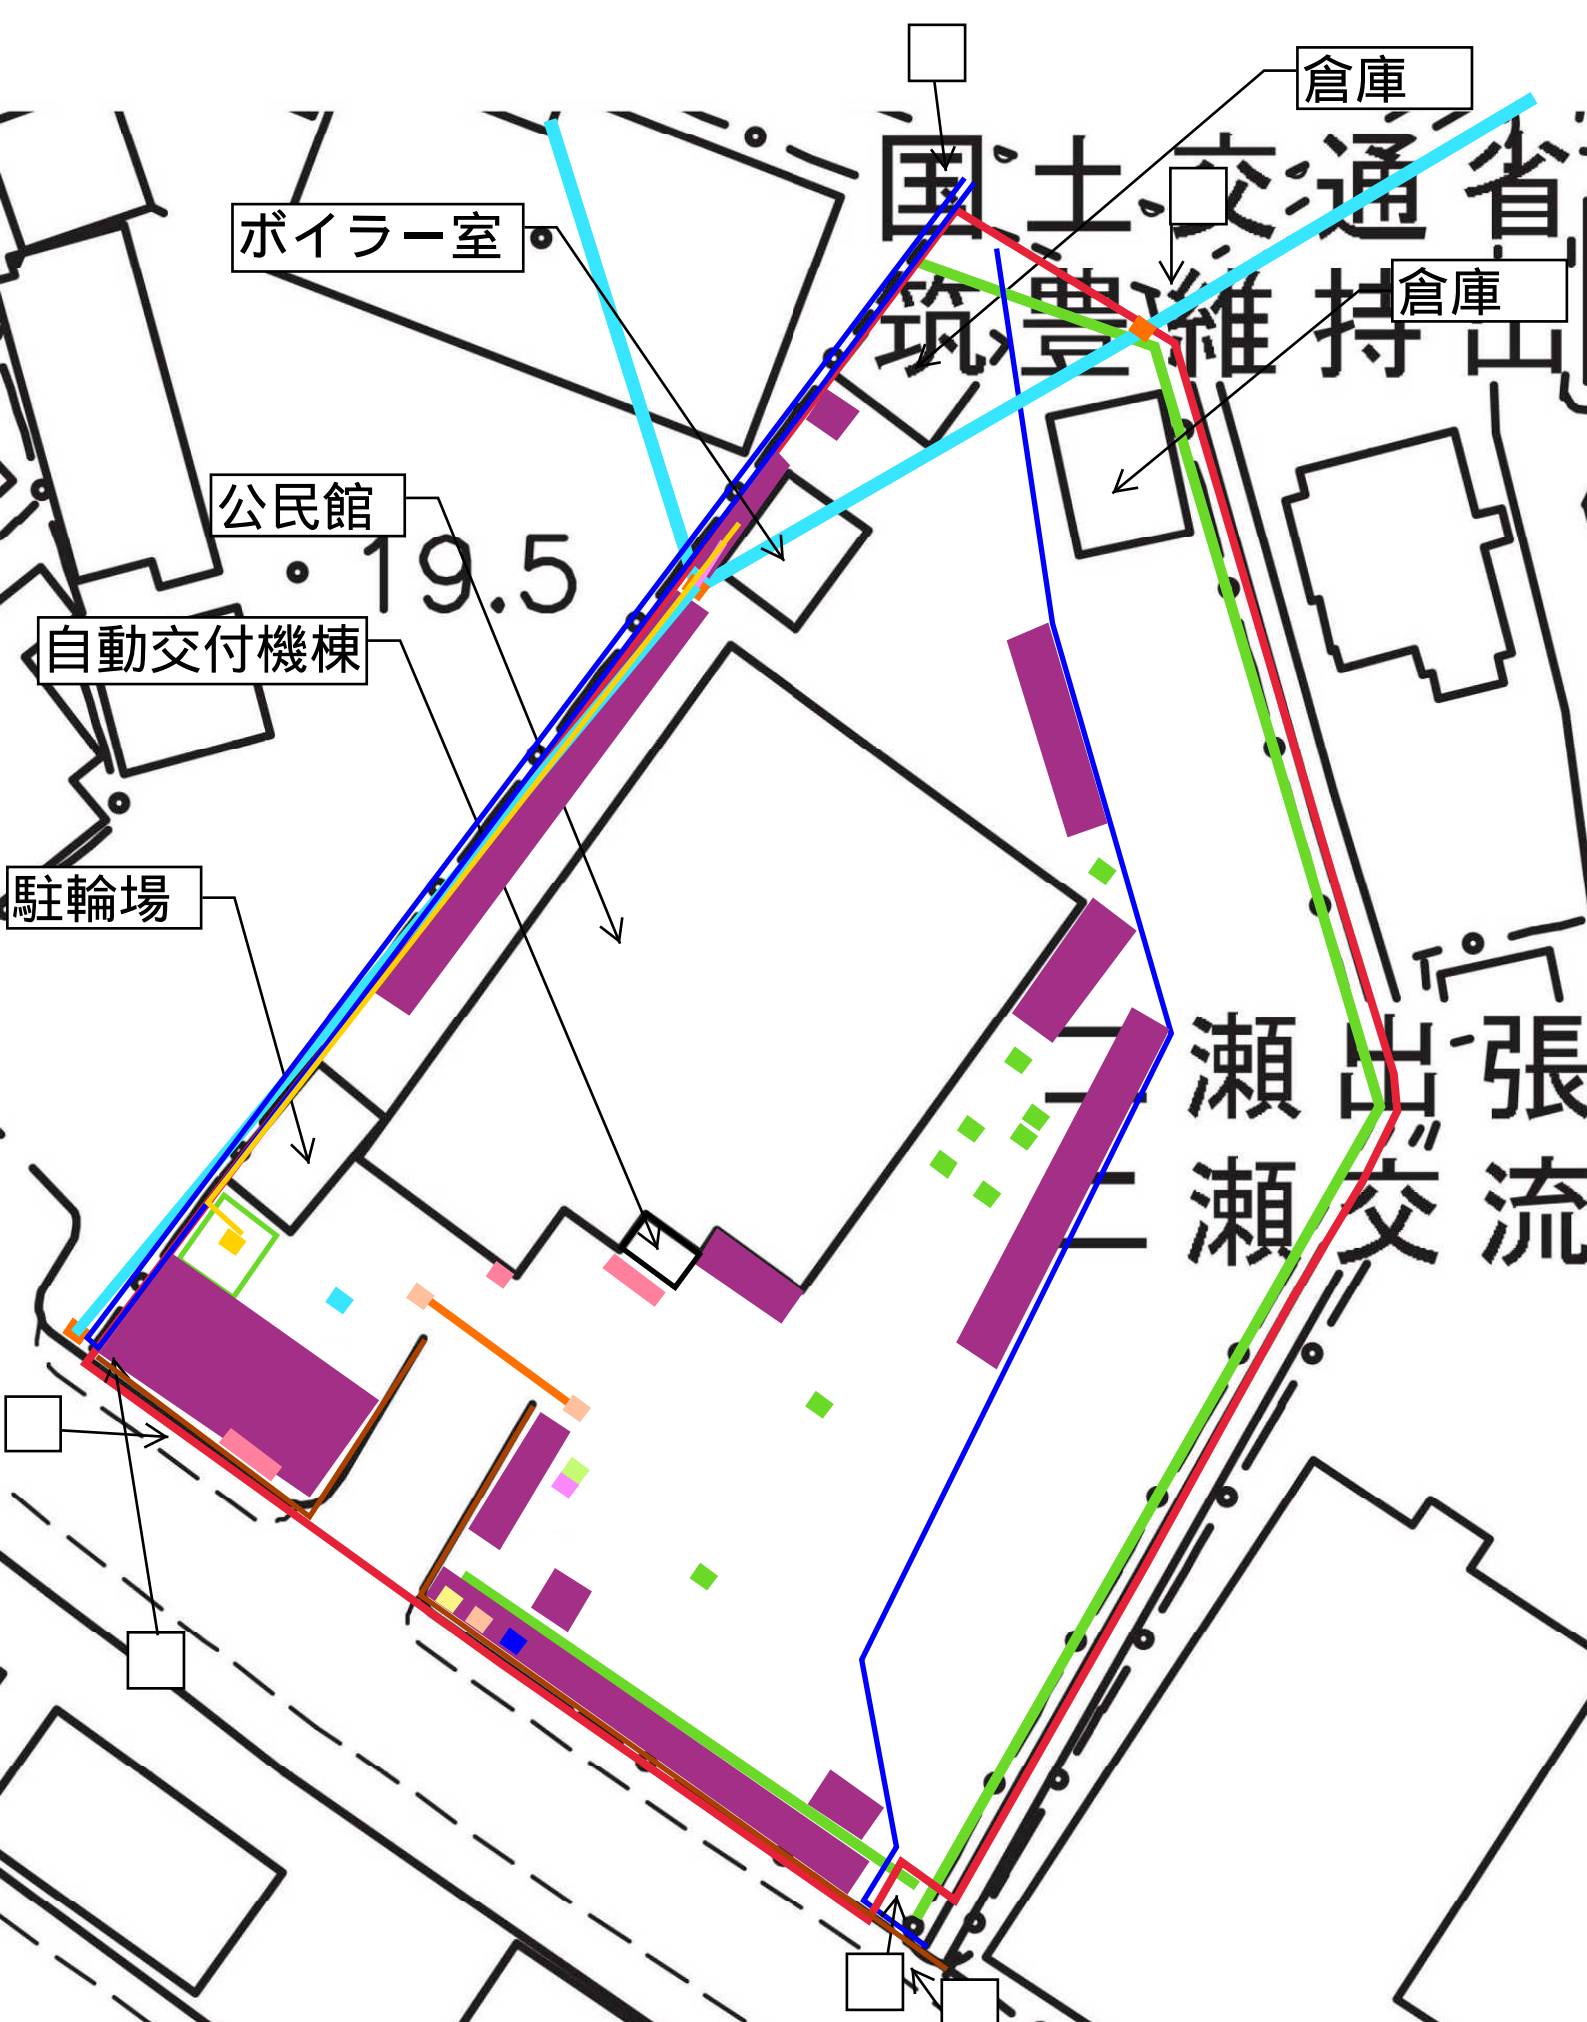 倉庫
国土交通省
ボイラー室
筑豊維持出
倉庫
公民館
19.5
自動交付機棟
駐輪場
二瀬出張
二瀬交流